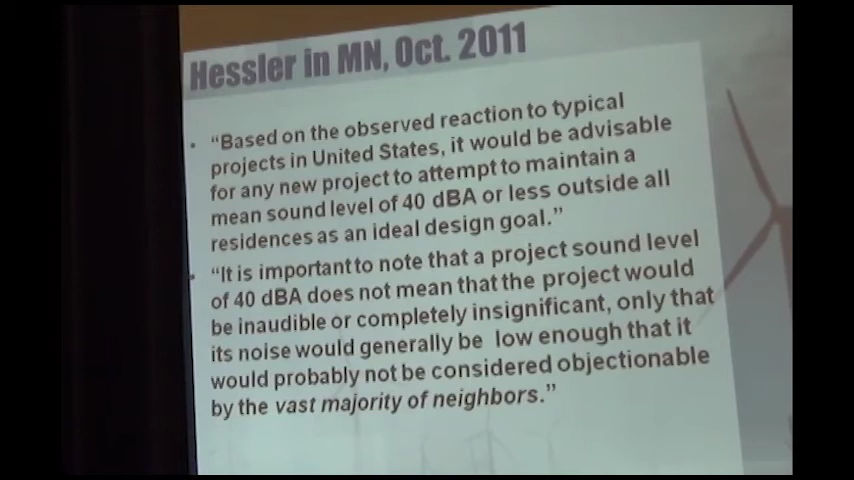 Hessler in MN, Oct. 2011
• “Based on the observed reaction to typical
projects in United States, it would be advisable
for any new project to attempt to maintain a
mean sound level of 40 dBA or less outside all
residences as an ideal design goal.”
• “It is important to note that a project sound level
of 40 dBA does not mean that the project would
be inaudible or completely insignificant, only that
its noise would generally be low enough that it
would probably not be considered objectionable
by the vast majority of neighbors.”